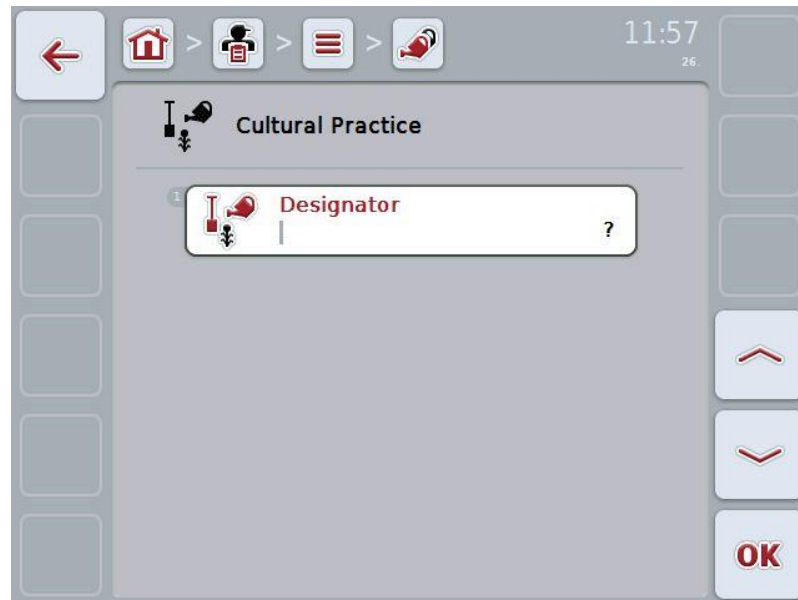 > > >
11:57
26.
Cultural Practice
1
Designator
?
OK